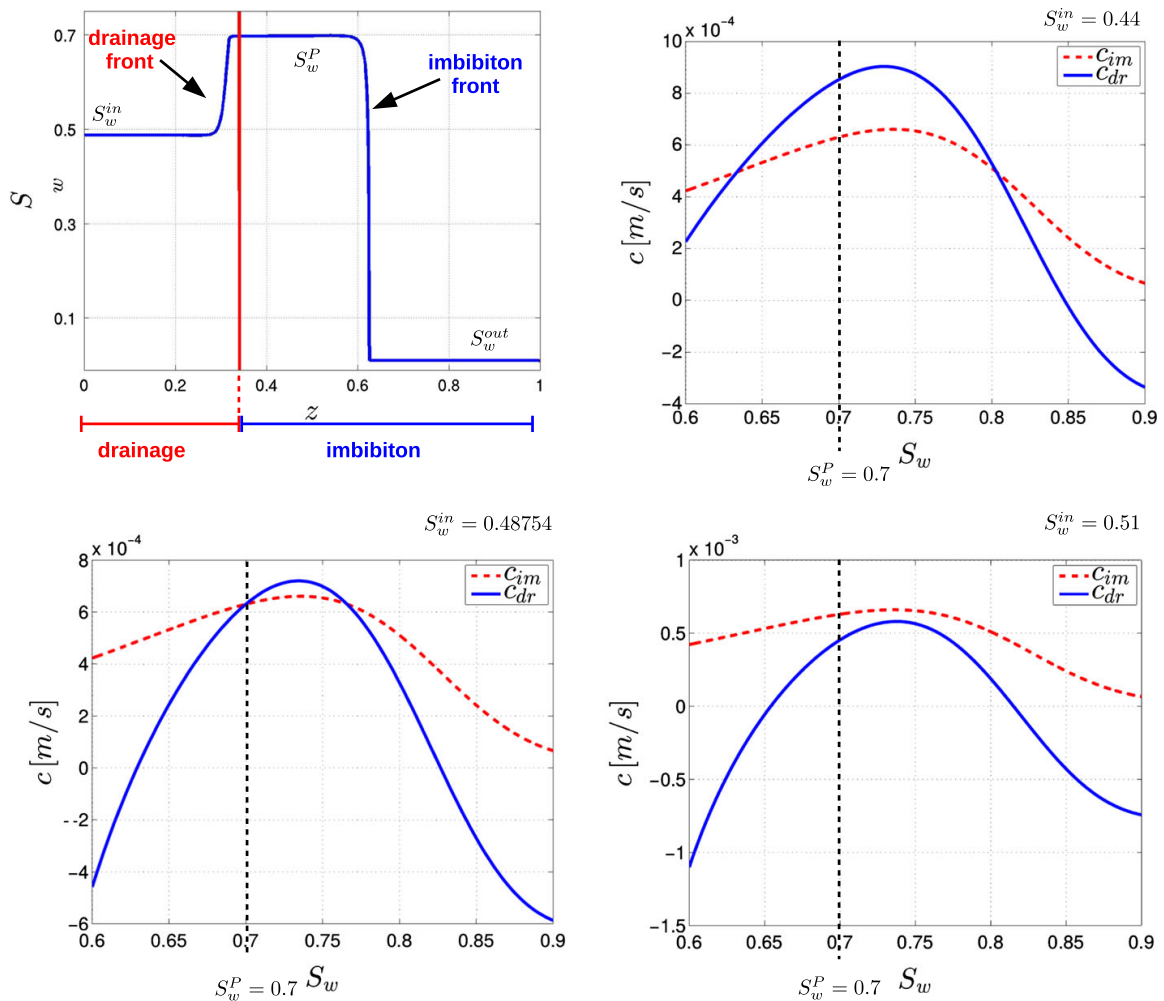 0.7
drainage
front
S_w^P
imbibiton
front
S_w^{in}
0.5
S_w
0.3
0.1
S_w^{out}
0 0.2 0.4 0.6 0.8 1
z
drainage imbibiton
S_w^{in} = 0.44
x 10^{-4}
10
c_{im}
c_{dr}
8
6
4
c [m/s]
2
0
−2
−4
0.6 0.65 0.7 0.75 0.8 0.85 0.9
S_w
S_w^P = 0.7
S_w^{in} = 0.48754
x 10^{-4}
8
c_{im}
c_{dr}
6
4
c [m/s]
2
0
- -2
−4
−6
0.6 0.65 0.7 0.75 0.8 0.85 0.9
S_w^P = 0.7 S_w
S_w^{in} = 0.51
x 10^{-3}
1
c_{im}
c_{dr}
0.5
0
c [m/s]
−0.5
−1
−1.5
0.6 0.65 0.7 0.75 0.8 0.85 0.9
S_w^P = 0.7 S_w